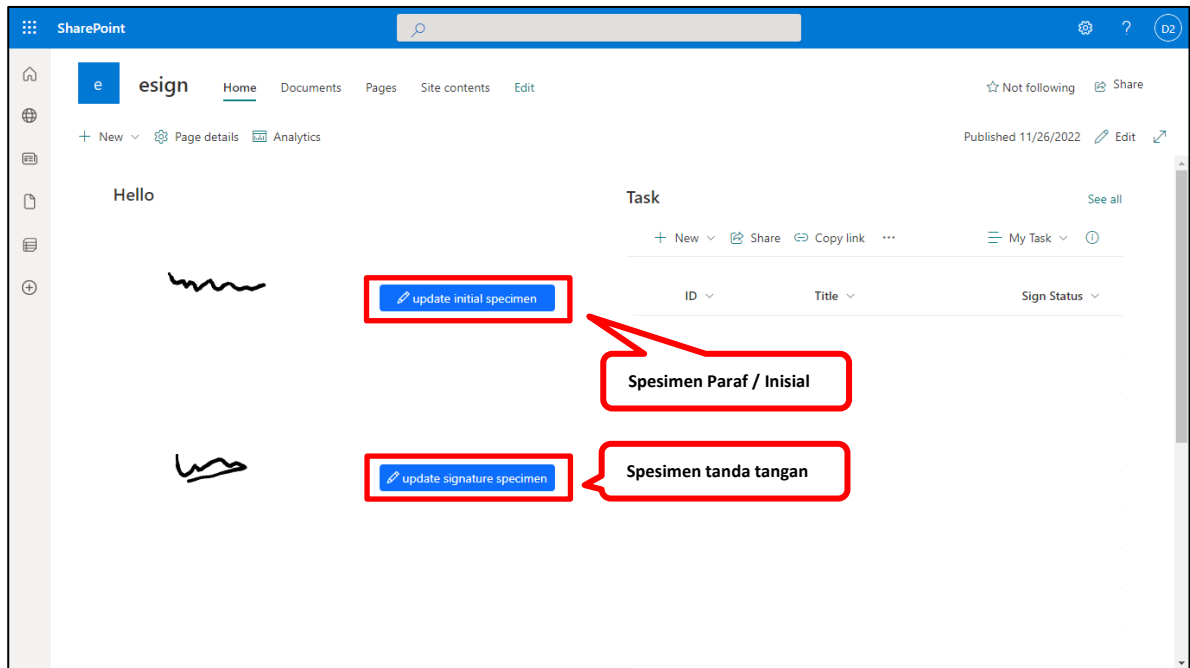 SharePoint
D2
e
esign
Home Documents Pages Site contents Edit
Not following Share
New Page details Analytics
Published 11/26/2022 Edit
Hello
Task
See all
New Share Copy link ...
My Task
update initial specimen
ID Title Sign Status
Spesimen Paraf / Inisial
update signature specimen
Spesimen tanda tangan